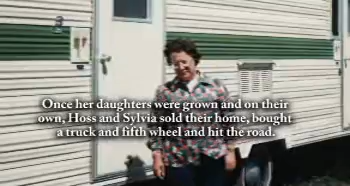 Once her daughters were grown and on their
own, Hoss and Sylvia sold their home, bought
a truck and fifth wheel and hit the road.